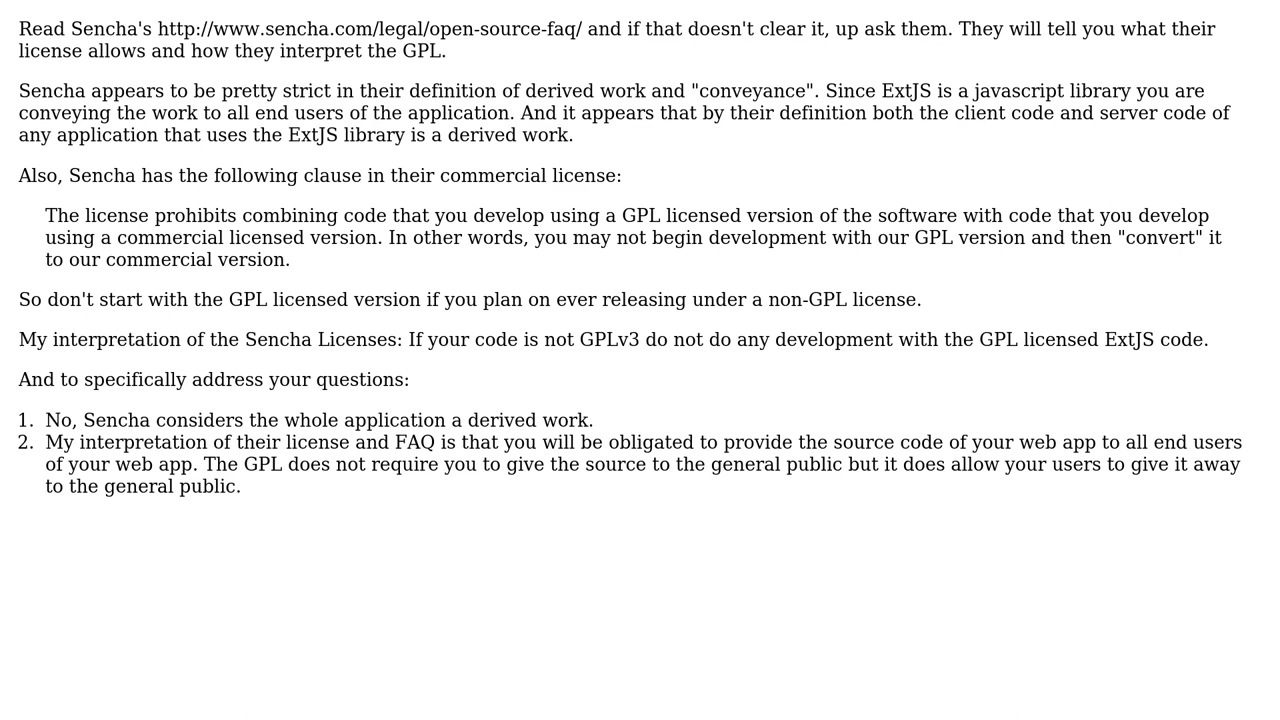 Read Sencha's http://www.sencha.com/legal/open-source-faq/ and if that doesn't clear it, up ask them. They will tell you what their
license allows and how they interpret the GPL.
Sencha appears to be pretty strict in their definition of derived work and "conveyance". Since ExtJS is a javascript library you are
conveying the work to all end users of the application. And it appears that by their definition both the client code and server code of
any application that uses the ExtJS library is a derived work.
Also, Sencha has the following clause in their commercial license:
The license prohibits combining code that you develop using a GPL licensed version of the software with code that you develop
using a commercial licensed version. In other words, you may not begin development with our GPL version and then "convert" it
to our commercial version.
So don't start with the GPL licensed version if you plan on ever releasing under a non-GPL license.
My interpretation of the Sencha Licenses: If your code is not GPLv3 do not do any development with the GPL licensed ExtJS code.
And to specifically address your questions:
1. No, Sencha considers the whole application a derived work.
2. My interpretation of their license and FAQ is that you will be obligated to provide the source code of your web app to all end users
of your web app. The GPL does not require you to give the source to the general public but it does allow your users to give it away
to the general public.